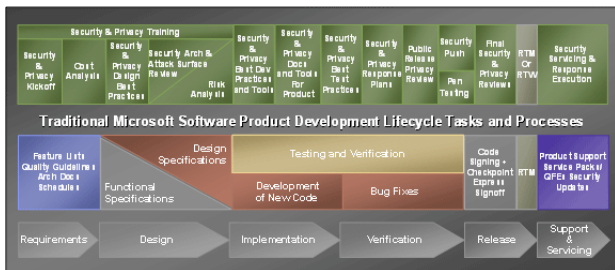 Security & Privacy Training
Security
&
Privacy
Kickoff
Cost
Analysis
Security
&
Privacy
Design
Best
Practices
Security Arch &
Attack Surface
Review
Risk
Analysis
Security
&
Privacy
Best Dev
Practices
and Tools
Security
&
Privacy
Docs and
Tools
For
Product
Security
&
Privacy
Best Test
Practices
Security
&
Privacy
Response
Plans
Public
Release
Privacy
Review
Security
Push
Pen
Testing
Final
Security
& Privacy
Reviews
RTM
Or
RTW
Security
Servicing &
Response
Execution
Traditional Microsoft Software Product Development Lifecycle Tasks and Processes
Feature Lists
Quality Guidelines
Arch Docs
Schedules
Design
Specifications
Functional
Specifications
Testing and Verification
Development
of New Code
Bug Fixes
Code
Signing +
Checkpoint
Express
Signoff
RTM
Product Support
Service Packs/
QFEs Security
Updates
Requirements
Design
Implementation
Verification
Release
Support
&
Servicing